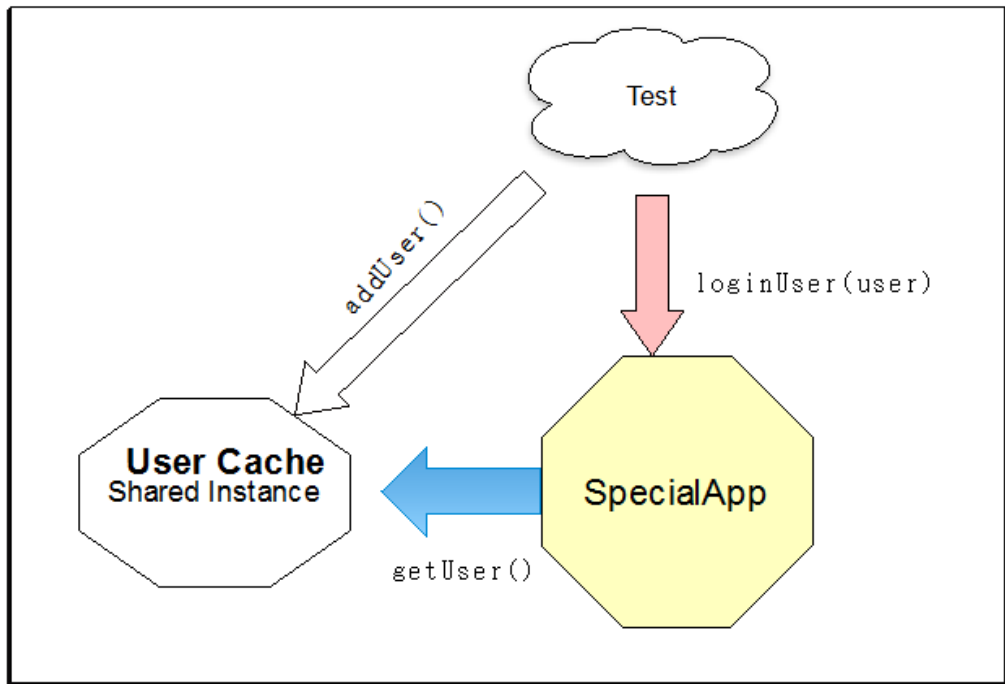 Test
addUser()
loginUser(user)
User Cache
Shared Instance
SpecialApp
getUser()